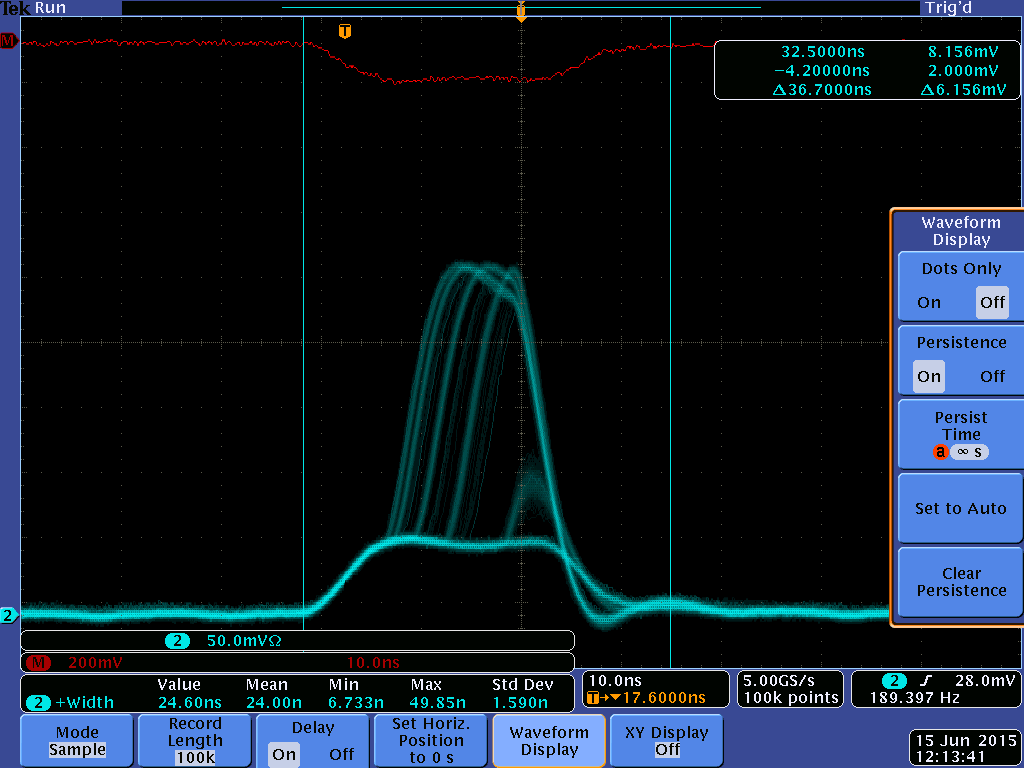 Tek Run Trig'd
T
T
M
32.5000ns 8.156mV
−4.20000ns 2.000mV
Δ36.7000ns Δ6.156mV
Waveform
Display
Dots Only
On Off
Persistence
On Off
Persist
Time
a ∞ s
Set to Auto
Clear
Persistence
2
2 50.0mVΩ
M 200mV 10.0ns
Value Mean Min Max Std Dev
2 +Width 24.60ns 24.00n 6.733n 49.85n 1.590n
10.0ns
T→▼17.6000ns
5.00GS/s
100k points
2 ʃ 28.0mV
189.397 Hz
Mode
Sample
Record
Length
100k
Delay
On Off
Set Horiz.
Position
to 0 s
Waveform
Display
XY Display
Off
15 Jun 2015
12:13:41